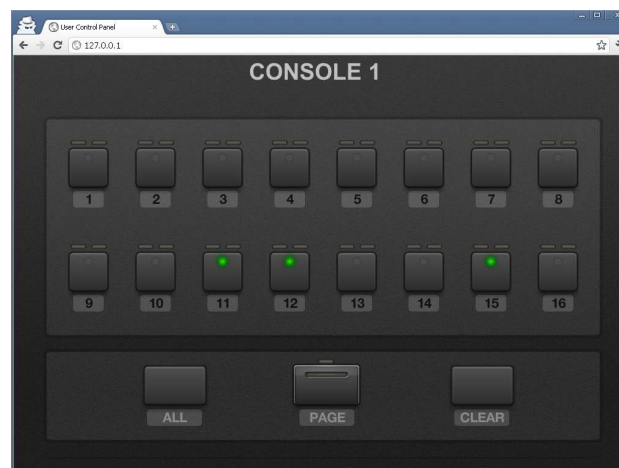 User Control Panel
127.0.0.1
CONSOLE 1
1 2 3 4 5 6 7 8
9 10 11 12 13 14 15 16
ALL PAGE CLEAR